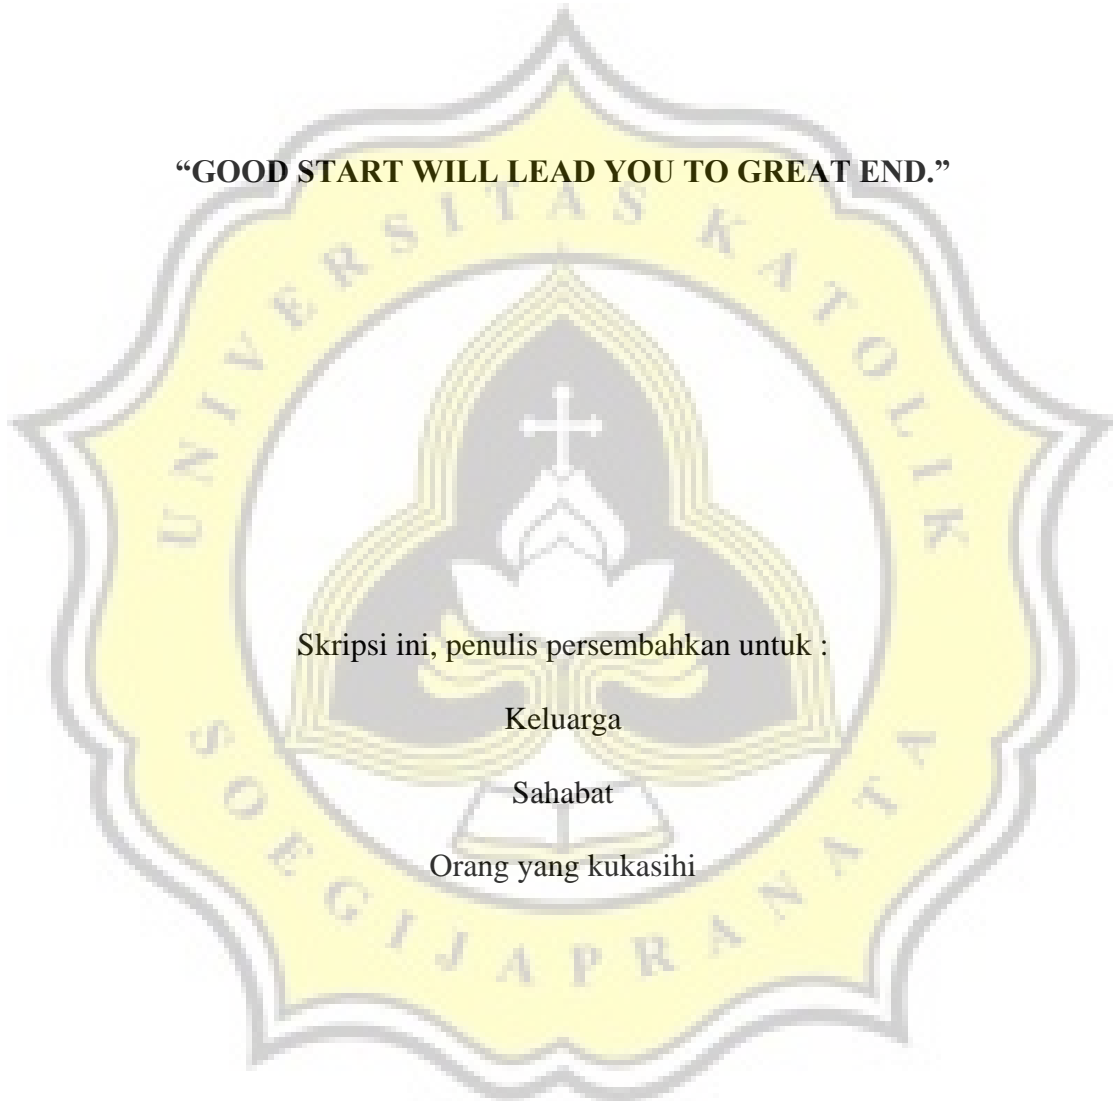 “GOOD START WILL LEAD YOU TO GREAT END.”
UNIVERSITAS KATOLIK
Skripsi ini, penulis persembahkan untuk :
Keluarga
Sahabat
Orang yang kukasihi
SOEGIJAPRANATA